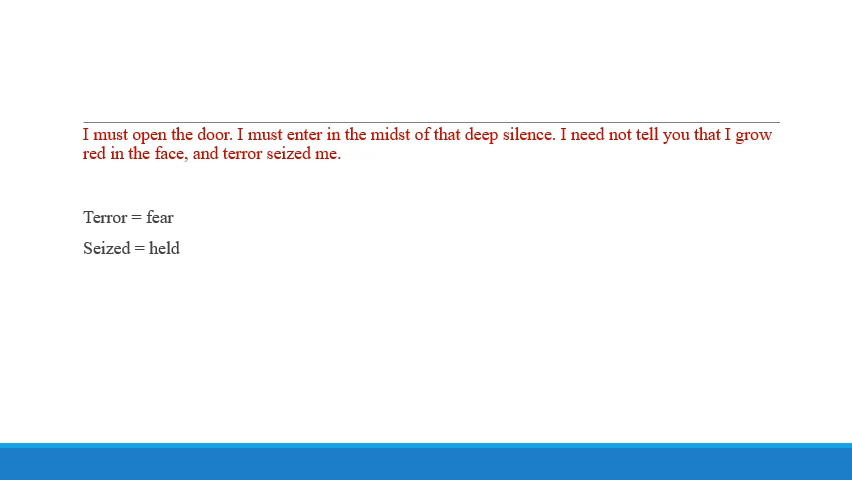 I must open the door. I must enter in the midst of that deep silence. I need not tell you that I grow
red in the face, and terror seized me.
Terror = fear
Seized = held